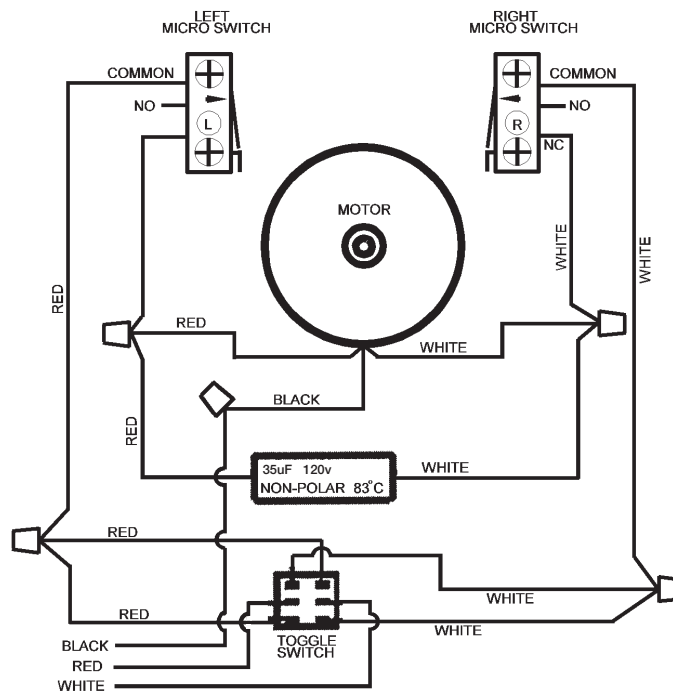 LEFT
MICRO SWITCH
RIGHT
MICRO SWITCH
COMMON
COMMON
NO
NO
L
R
NC
MOTOR
RED
WHITE
WHITE
RED
WHITE
BLACK
RED
35uF 120v
NON-POLAR 83°C
WHITE
RED
WHITE
RED
WHITE
TOGGLE
SWITCH
BLACK
RED
WHITE